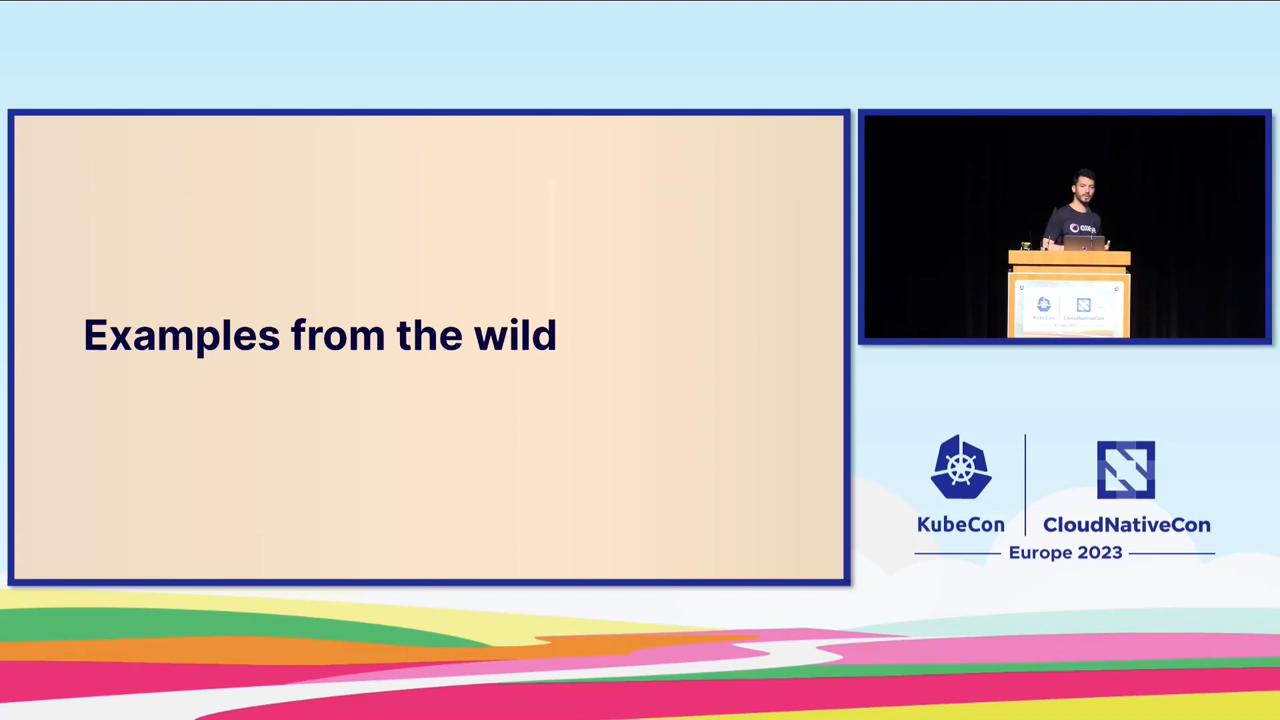 Examples from the wild
KubeCon
CloudNativeCon
Europe 2023